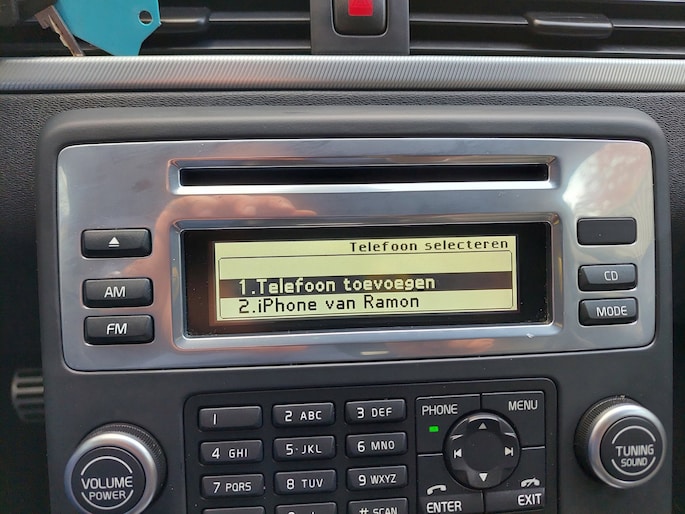 Telefoon selecteren
1.Telefoon toevoegen
2.iPhone van Ramon
AM
FM
CD
MODE
1
2 ABC
3 DEF
PHONE
MENU
4 GHI
5·JKL
6 MNO
7 PQRS
8 TUV
9 WXYZ
# SCAN
ENTER
EXIT
VOLUME
POWER
TUNING
SOUND